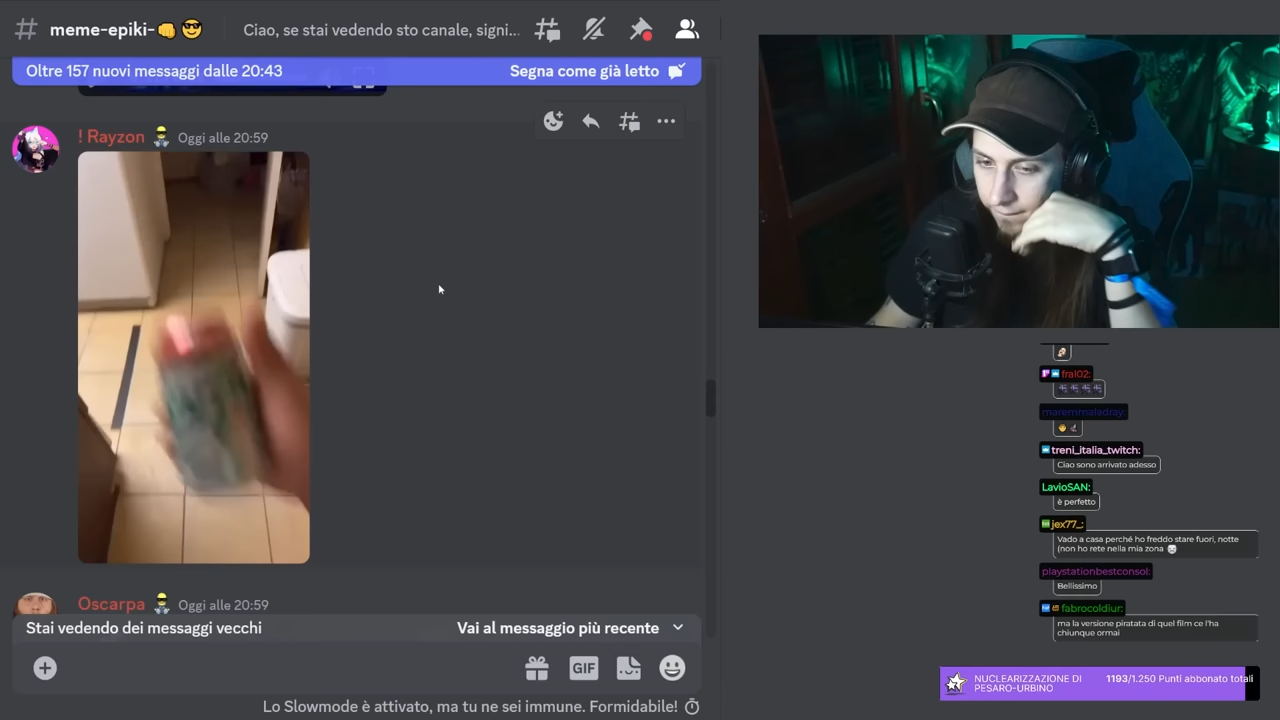 meme-epiki-
Ciao, se stai vedendo sto canale, signi...
Oltre 157 nuovi messaggi dalle 20:43
Segna come già letto
! Rayzon Oggi alle 20:59
Oscarpa Oggi alle 20:59
Stai vedendo dei messaggi vecchi
Vai al messaggio più recente
GIF
Lo Slowmode è attivato, ma tu ne sei immune. Formidabile!
fral02:
maremmaladray:
treni_italia_twitch:
Ciao sono arrivato adesso
LavioSAN:
è perfetto
jex77_:
Vado a casa perché ho freddo stare fuori, notte
(non ho rete nella mia zona
playstationbestconsol:
Bellissimo
fabrocoldiur:
ma la versione piratata di quel film ce l'ha
chiunque ormai
NUCLEARIZZAZIONE DI
PESARO-URBINO
1193/1.250 Punti abbonato totali